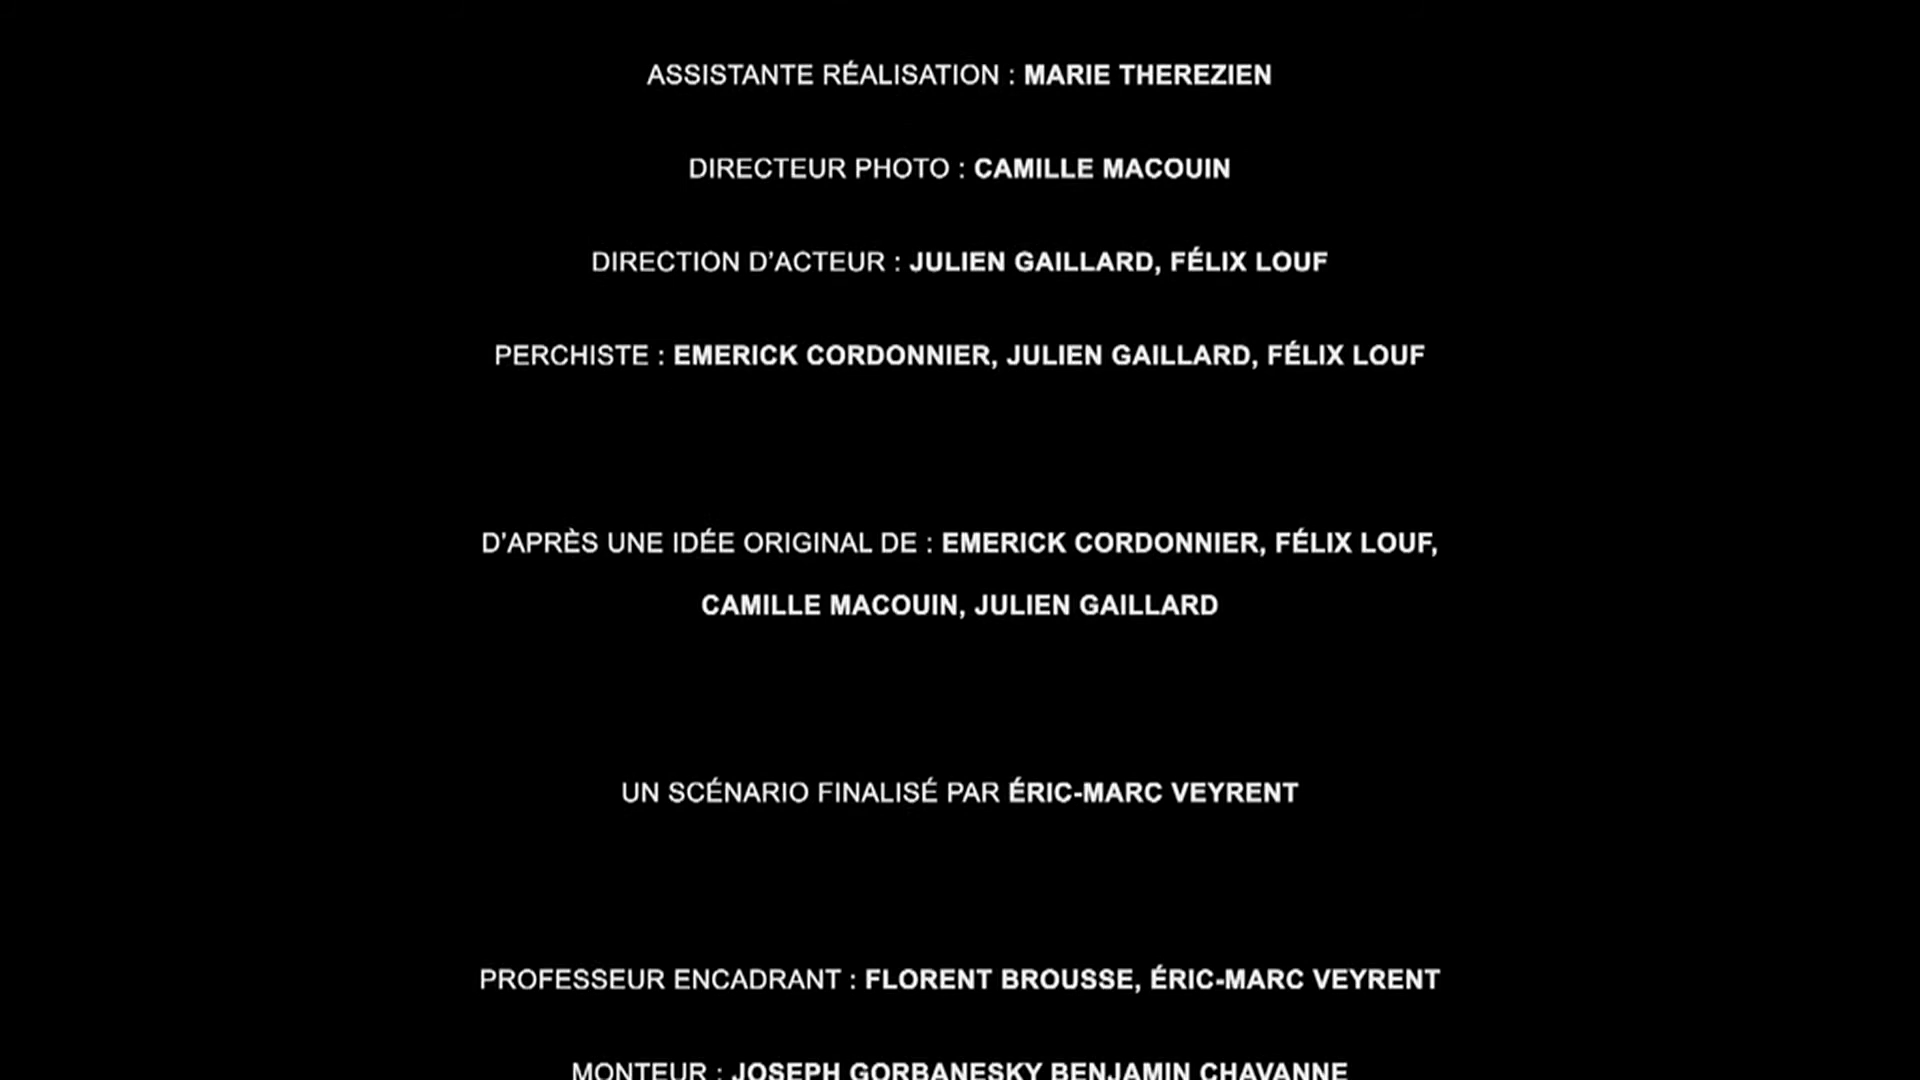 ASSISTANTE RÉALISATION : MARIE THEREZIEN
DIRECTEUR PHOTO : CAMILLE MACOUIN
DIRECTION D'ACTEUR : JULIEN GAILLARD, FÉLIX LOUF
PERCHISTE : EMERICK CORDONNIER, JULIEN GAILLARD, FÉLIX LOUF
D'APRÈS UNE IDÉE ORIGINAL DE : EMERICK CORDONNIER, FÉLIX LOUF,
CAMILLE MACOUIN, JULIEN GAILLARD
UN SCÉNARIO FINALISÉ PAR ÉRIC-MARC VEYRENT
PROFESSEUR ENCADRANT : FLORENT BROUSSE, ÉRIC-MARC VEYRENT
MONTEUR : JOSEPH GORBANESKY BENJAMIN CHAVANNE